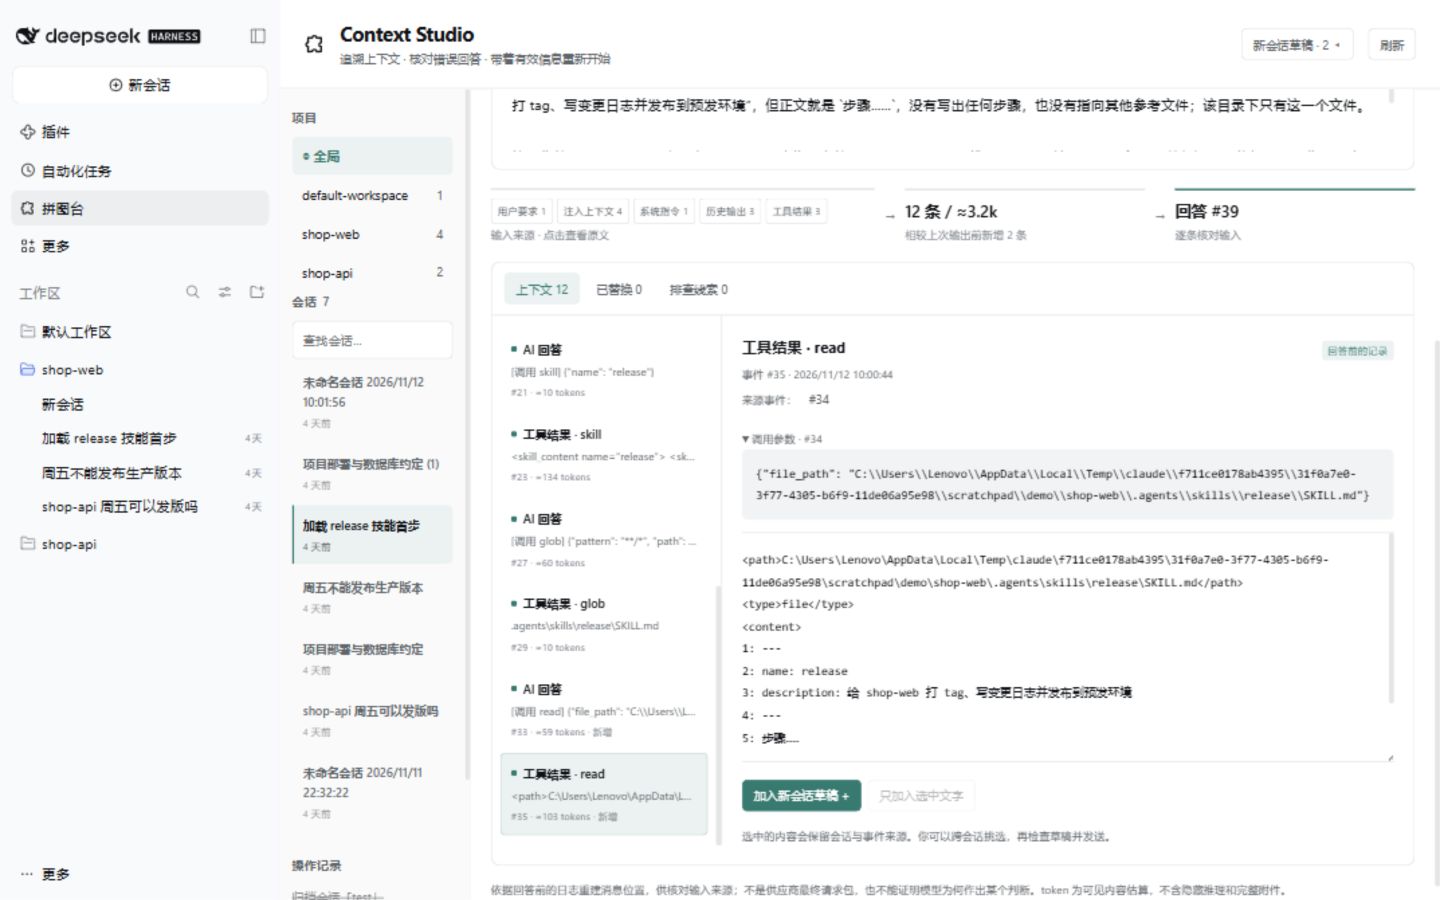 deepseek HARNESS
新会话
插件
自动化任务
拼图台
更多
工作区
默认工作区
shop-web
新会话
加载 release 技能首步 4天
周五不能发布生产版本 4天
shop-api 周五可以发版吗 4天
shop-api
··· 更多
Context Studio
追溯上下文 · 核对错误回答 · 带着有效信息重新开始
新会话草稿 · 2
刷新
项目
全局
default-workspace 1
shop-web 4
shop-api 2
会话 7
查找会话...
未命名会话 2026/11/12
10:01:56
4 天前
项目部署与数据库约定 (1)
4 天前
加载 release 技能首步
4 天前
周五不能发布生产版本
4 天前
项目部署与数据库约定
4 天前
shop-api 周五可以发版吗
4 天前
未命名会话 2026/11/11
22:32:22
4 天前
操作记录
归档会话「test」
打 tag、写变更日志并发布到预发环境”，但正文就是 `步骤……`，没有写出任何步骤，也没有指向其他参考文件；该目录下只有这一个文件。
用户要求 1 注入上下文 4 系统指令 1 历史输出 3 工具结果 3
输入来源 · 点击查看原文
→ 12 条 / ≈3.2k
相较上次输出前新增 2 条
→ 回答 #39
逐条核对输入
上下文 12 已替换 0 排查线索 0
AI 回答
[调用 skill] {"name": "release"}
#21 · ≈10 tokens
工具结果 · skill
<skill_content name="release"> <sk...
#23 · ≈134 tokens
AI 回答
[调用 glob] {"pattern": "**/*", "path": ...
#27 · ≈60 tokens
工具结果 · glob
.agents\skills\release\SKILL.md
#29 · ≈10 tokens
AI 回答
[调用 read] {"file_path": "C:\\Users\\L...
#33 · ≈59 tokens · 新增
工具结果 · read
<path>C:\Users\Lenovo\AppData\L...
#35 · ≈103 tokens · 新增
工具结果 · read
回答前的记录
事件 #35 · 2026/11/12 10:00:44
来源事件： #34
▼ 调用参数 · #34
{"file_path": "C:\\Users\\Lenovo\\AppData\\Local\\Temp\\claude\\f711ce0178ab4395\\31f0a7e0-
3f77-4305-b6f9-11de06a95e98\\scratchpad\\demo\\shop-web\\.agents\\skills\\release\\SKILL.md"}
<path>C:\Users\Lenovo\AppData\Local\Temp\claude\f711ce0178ab4395\31f0a7e0-3f77-4305-b6f9-
11de06a95e98\scratchpad\demo\shop-web\.agents\skills\release\SKILL.md</path>
<type>file</type>
<content>
1: ---
2: name: release
3: description: 给 shop-web 打 tag、写变更日志并发布到预发环境
4: ---
5: 步骤……
加入新会话草稿 + 只加入选中文字
选中的内容会保留会话与事件来源。你可以跨会话挑选，再检查草稿并发送。
依据回答前的日志重建消息位置，供核对输入来源；不是供应商最终请求包，也不能证明模型为何作出某个判断。token 为可见内容估算，不含隐藏推理和完整附件。